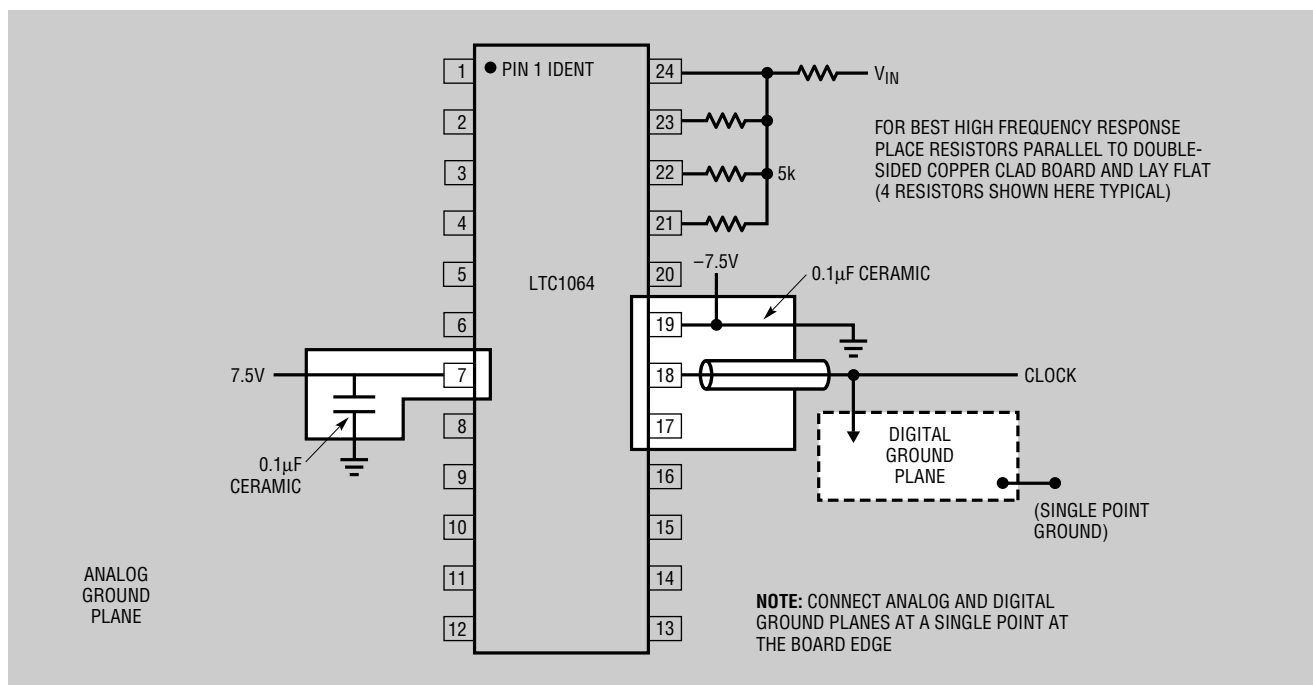 1
2
3
4
5
6
7
8
9
10
11
12
● PIN 1 IDENT
LTC1064
24
23
22
21
20
19
18
17
16
15
14
13
VIN
5k
FOR BEST HIGH FREQUENCY RESPONSE
PLACE RESISTORS PARALLEL TO DOUBLE-
SIDED COPPER CLAD BOARD AND LAY FLAT
(4 RESISTORS SHOWN HERE TYPICAL)
–7.5V
0.1µF CERAMIC
7.5V
0.1µF
CERAMIC
CLOCK
DIGITAL
GROUND
PLANE
(SINGLE POINT
GROUND)
ANALOG
GROUND
PLANE
NOTE: CONNECT ANALOG AND DIGITAL
GROUND PLANES AT A SINGLE POINT AT
THE BOARD EDGE